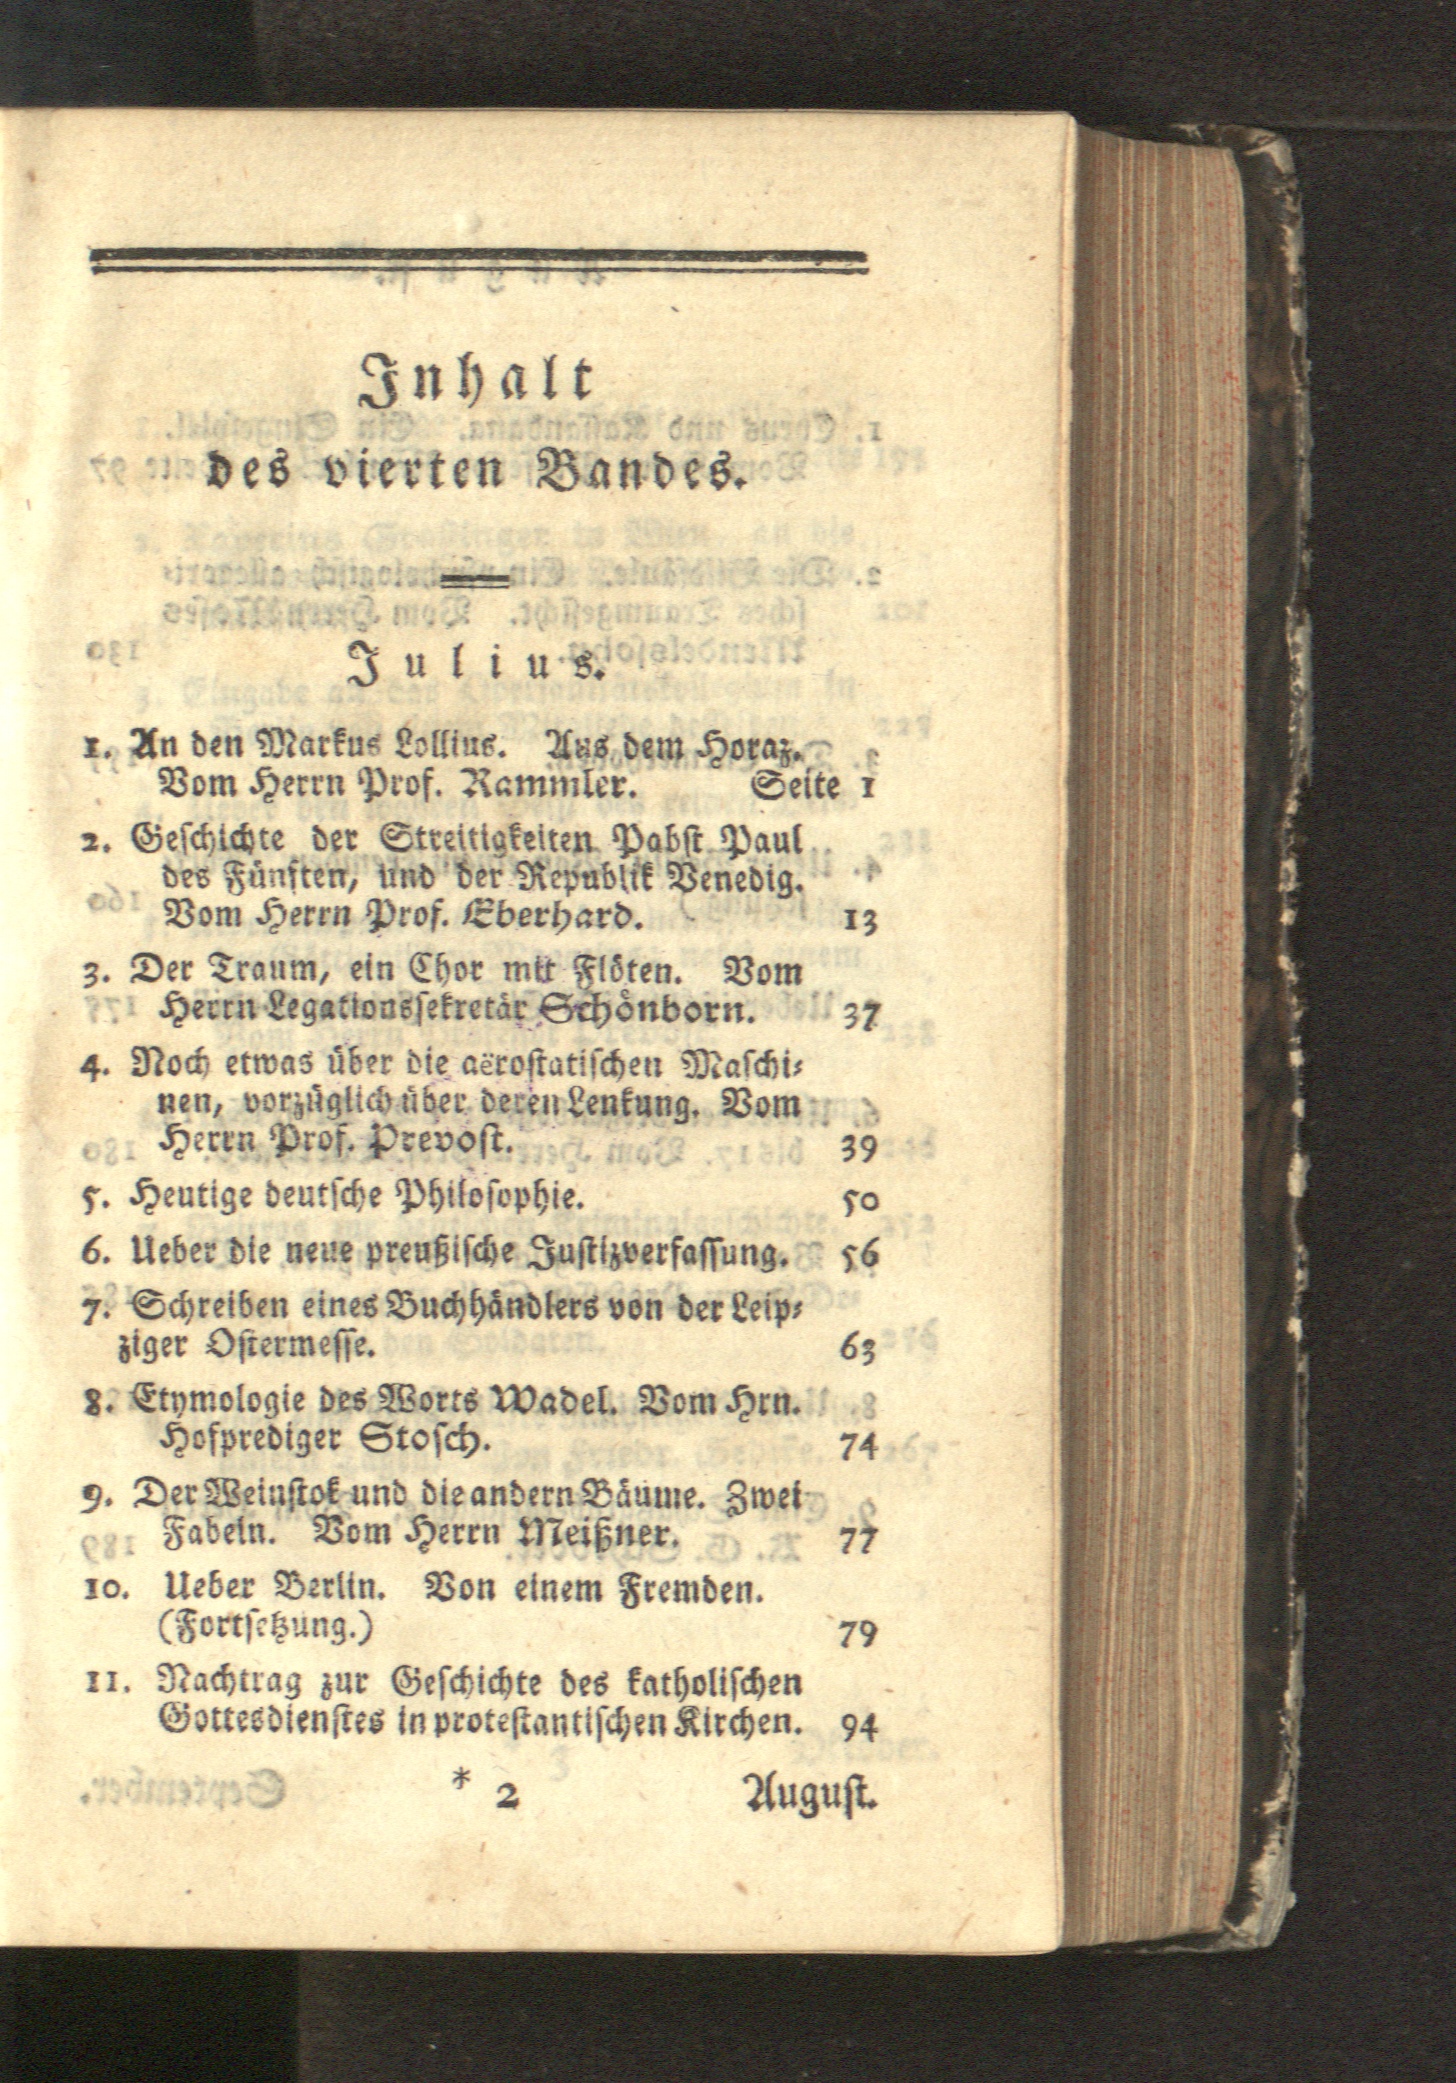 Inhalt
des vierten Bandes.
Julius.
1. An den Markus Lollius. Aus dem Horaz.
Vom Herrn Prof. Rammler. Seite 1
2. Geschichte der Streitigkeiten Pabst Paul
des Fünften, und der Republik Venedig.
Vom Herrn Prof. Eberhard. 13
3. Der Traum, ein Chor mit Flöten. Vom
Herrn Legationssekretär Schönborn. 37
4. Noch etwas über die aërostatischen Maschi-
nen, vorzüglich über deren Lenkung. Vom
Herrn Prof. Prevost. 39
5. Heutige deutsche Philosophie. 50
6. Ueber die neue preußische Justizverfassung. 56
7. Schreiben eines Buchhändlers von der Leip-
ziger Ostermesse. 63
8. Etymologie des Worts Wadel. Vom Hrn.
Hofprediger Stosch. 74
9. Der Weinstok und die andern Bäume. Zwei
Fabeln. Vom Herrn Meißner. 77
10. Ueber Berlin. Von einem Fremden.
(Fortsetzung.) 79
11. Nachtrag zur Geschichte des katholischen
Gottesdienstes in protestantischen Kirchen. 94
* 2 August.